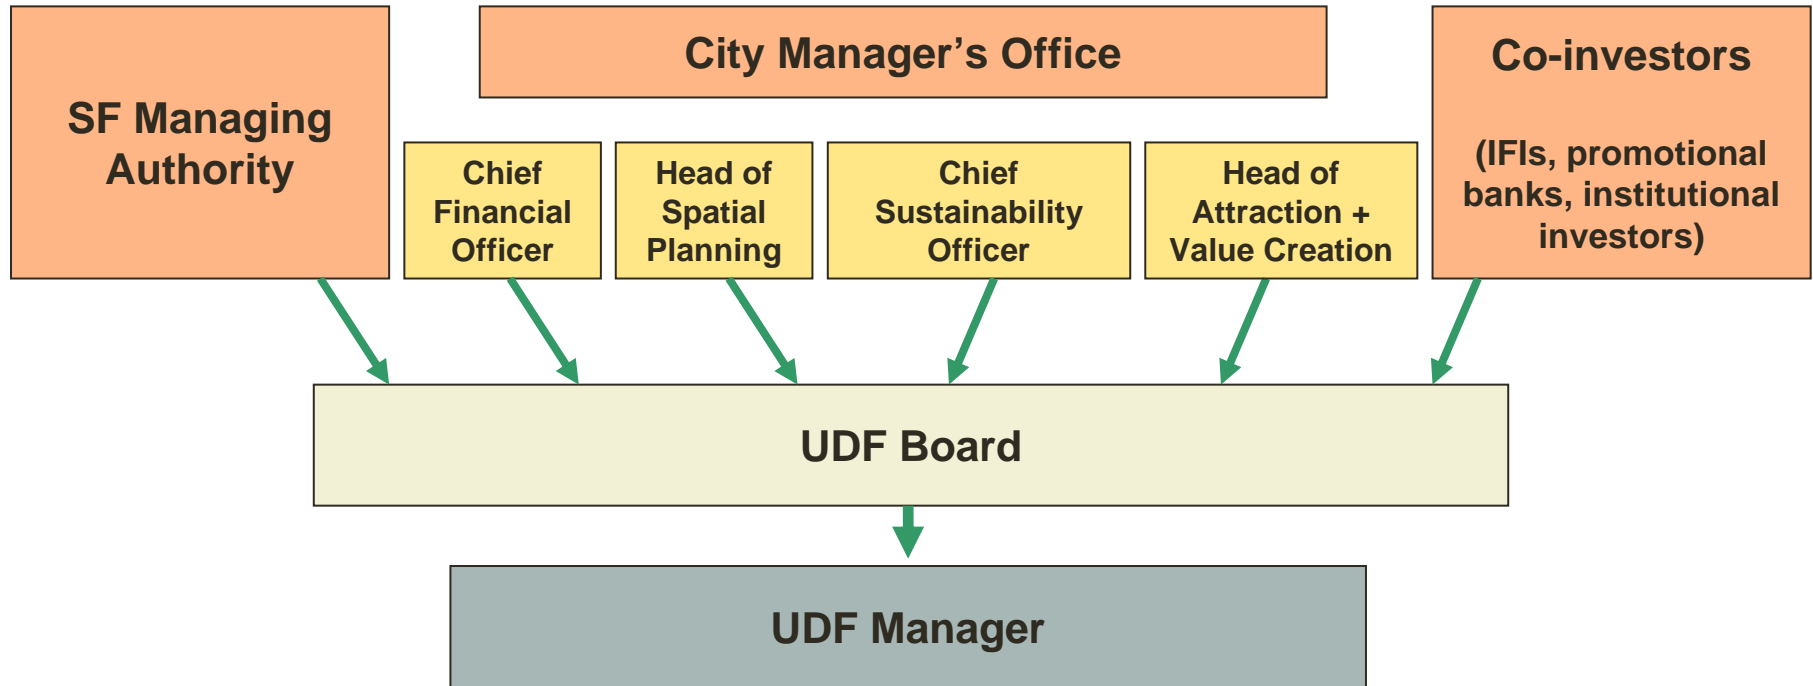 SF Managing
Authority
City Manager’s Office
Chief
Financial
Officer
Head of
Spatial
Planning
Chief
Sustainability
Officer
Head of
Attraction +
Value Creation
Co-investors
(IFIs, promotional
banks, institutional
investors)
UDF Board
UDF Manager